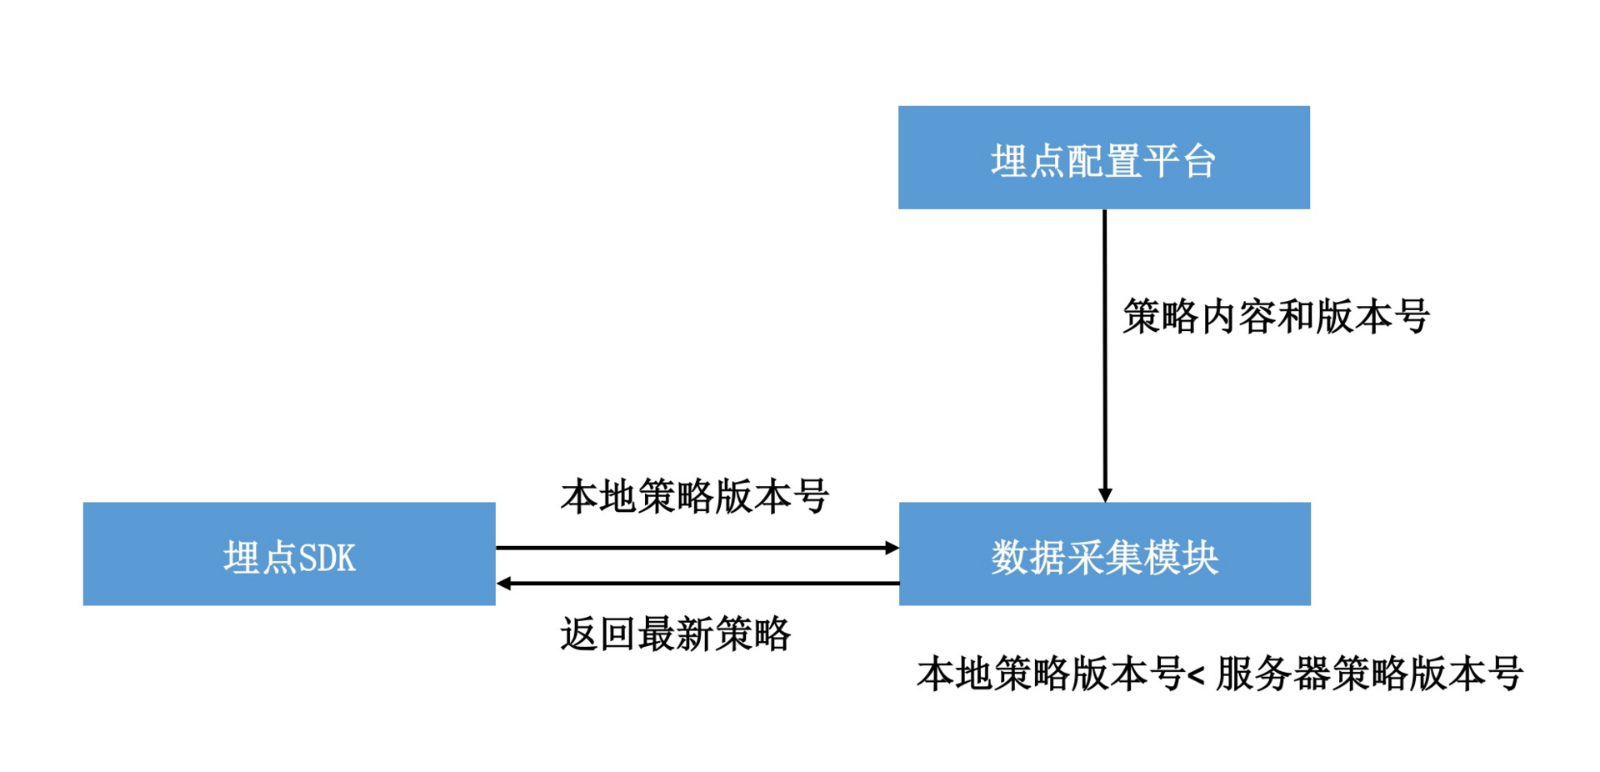 埋点配置平台
策略内容和版本号
本地策略版本号
埋点SDK
数据采集模块
返回最新策略
本地策略版本号< 服务器策略版本号